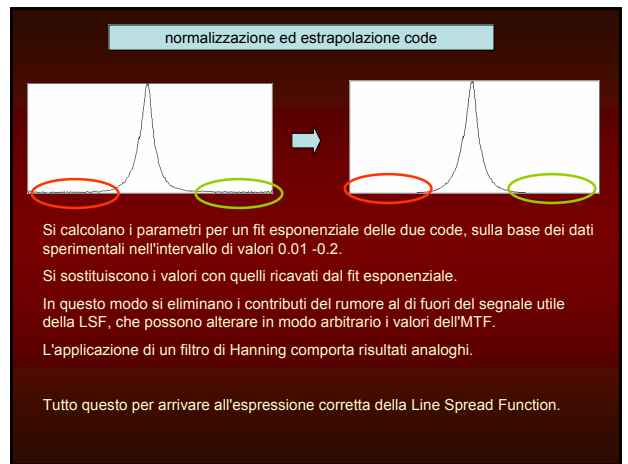 normalizzazione ed estrapolazione code
Si calcolano i parametri per un fit esponenziale delle due code, sulla base dei dati
sperimentali nell'intervallo di valori 0.01 -0.2.
Si sostituiscono i valori con quelli ricavati dal fit esponenziale.
In questo modo si eliminano i contributi del rumore al di fuori del segnale utile
della LSF, che possono alterare in modo arbitrario i valori dell'MTF.
L'applicazione di un filtro di Hanning comporta risultati analoghi.
Tutto questo per arrivare all'espressione corretta della Line Spread Function.